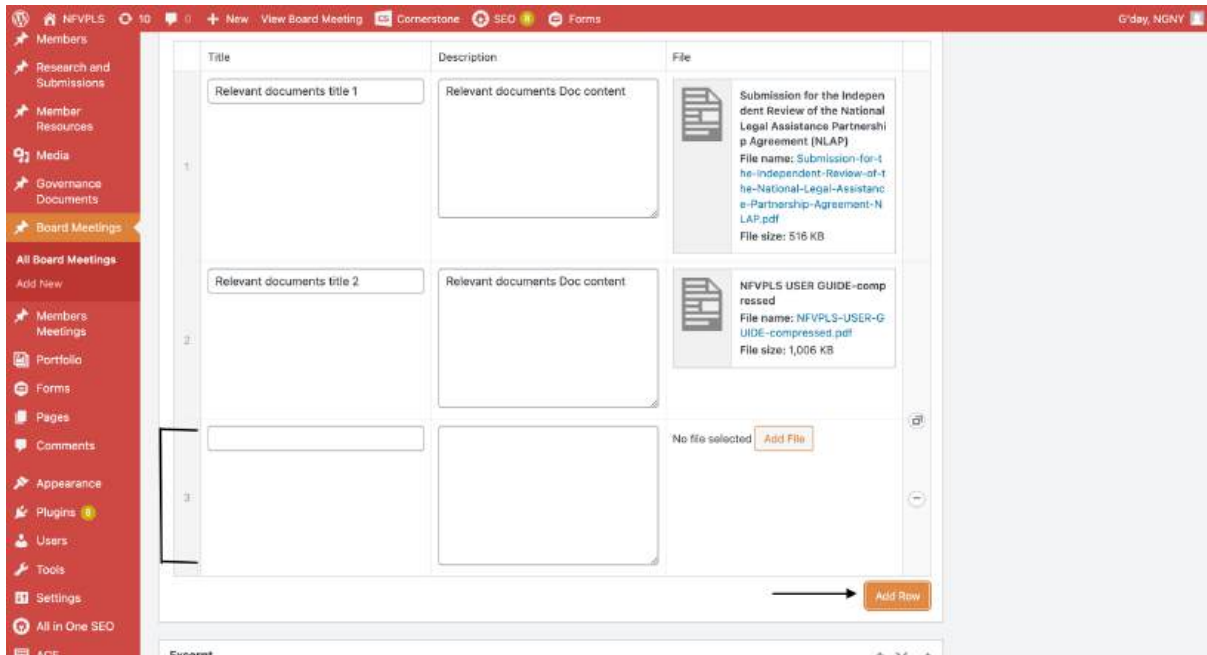 NFVPLS 10 0 + New View Board Meeting CS Cornerstone SEO 8 Forms G'day, NGNY
Members
Research and
Submissions
Member
Resources
Media
Governance
Documents
Board Meetings
All Board Meetings
Add New
Members
Meetings
Portfolio
Forms
Pages
Comments
Appearance
Plugins 8
Users
Tools
Settings
All in One SEO
ACF
Title Description File
1
Relevant documents title 1
Relevant documents Doc content
Submission for the Indepen
dent Review of the National
Legal Assistance Partnershi
p Agreement (NLAP)
File name: Submission-for-t
he-Independent-Review-of-t
he-National-Legal-Assistanc
e-Partnership-Agreement-N
LAP.pdf
File size: 516 KB
2
Relevant documents title 2
Relevant documents Doc content
NFVPLS USER GUIDE-comp
ressed
File name: NFVPLS-USER-G
UIDE-compressed.pdf
File size: 1,006 KB
3
No file selected Add File
Add Row
Excerpt